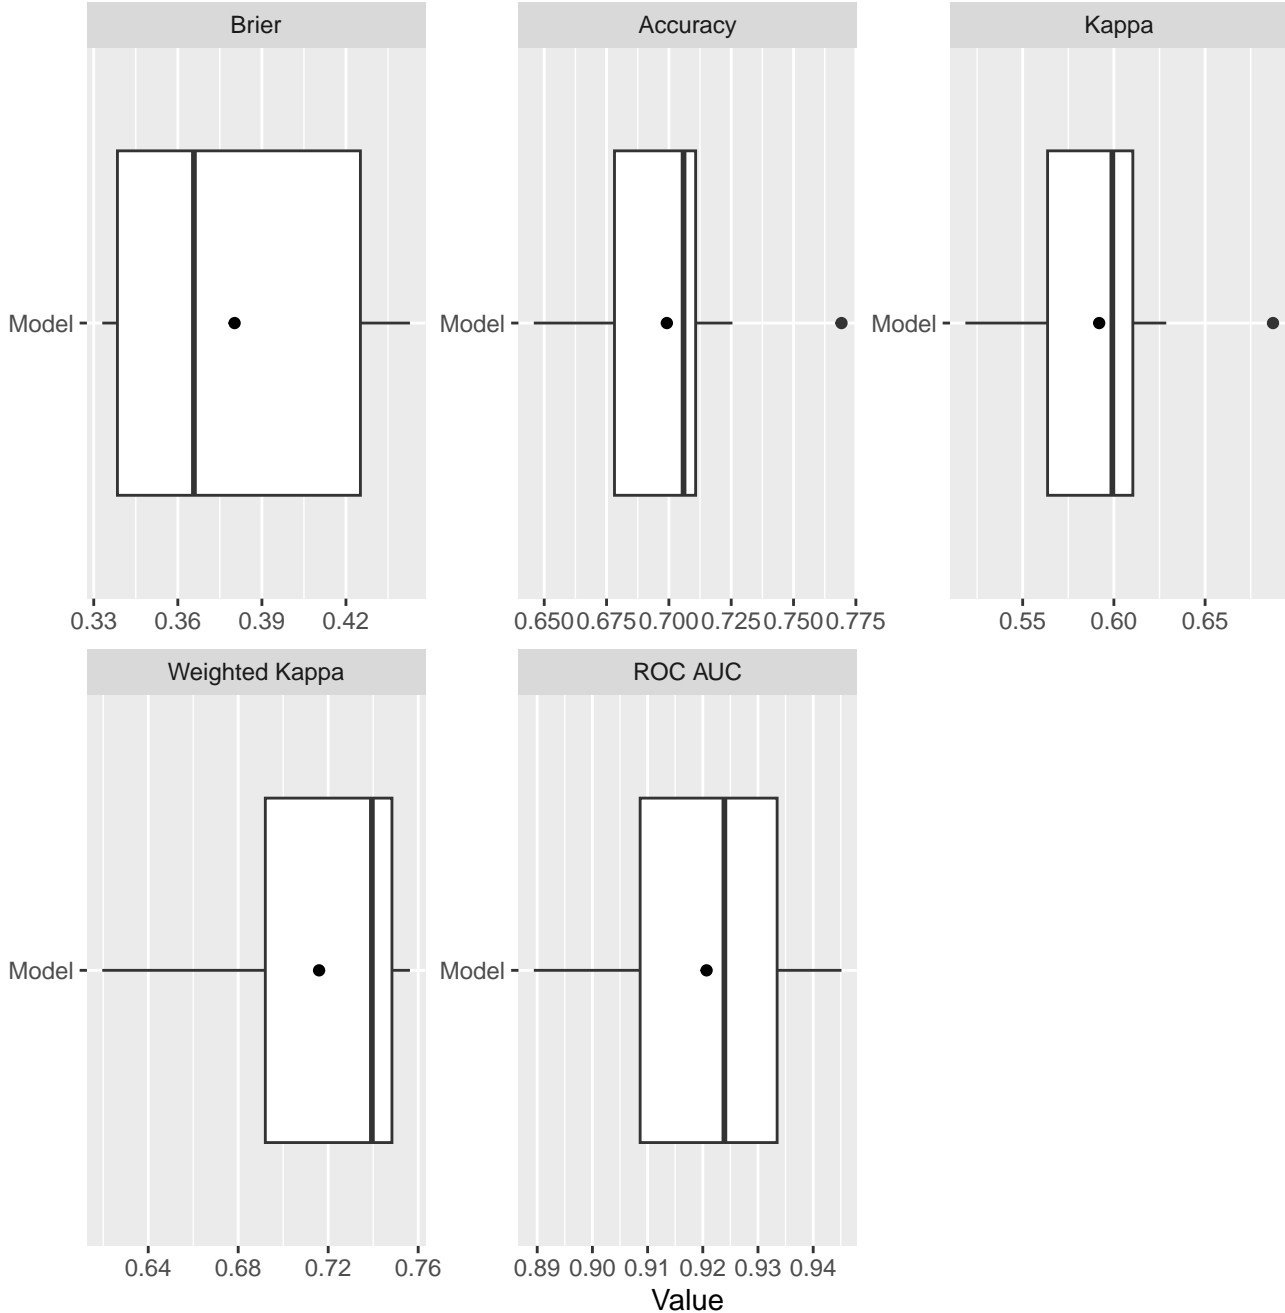 Brier
Accuracy
Kappa
Model
Model
Model
0.33 0.36 0.39 0.42
0.650 0.675 0.700 0.725 0.750 0.775
0.55 0.60 0.65
Weighted Kappa
ROC AUC
Model
Model
0.64 0.68 0.72 0.76
0.89 0.90 0.91 0.92 0.93 0.94
Value